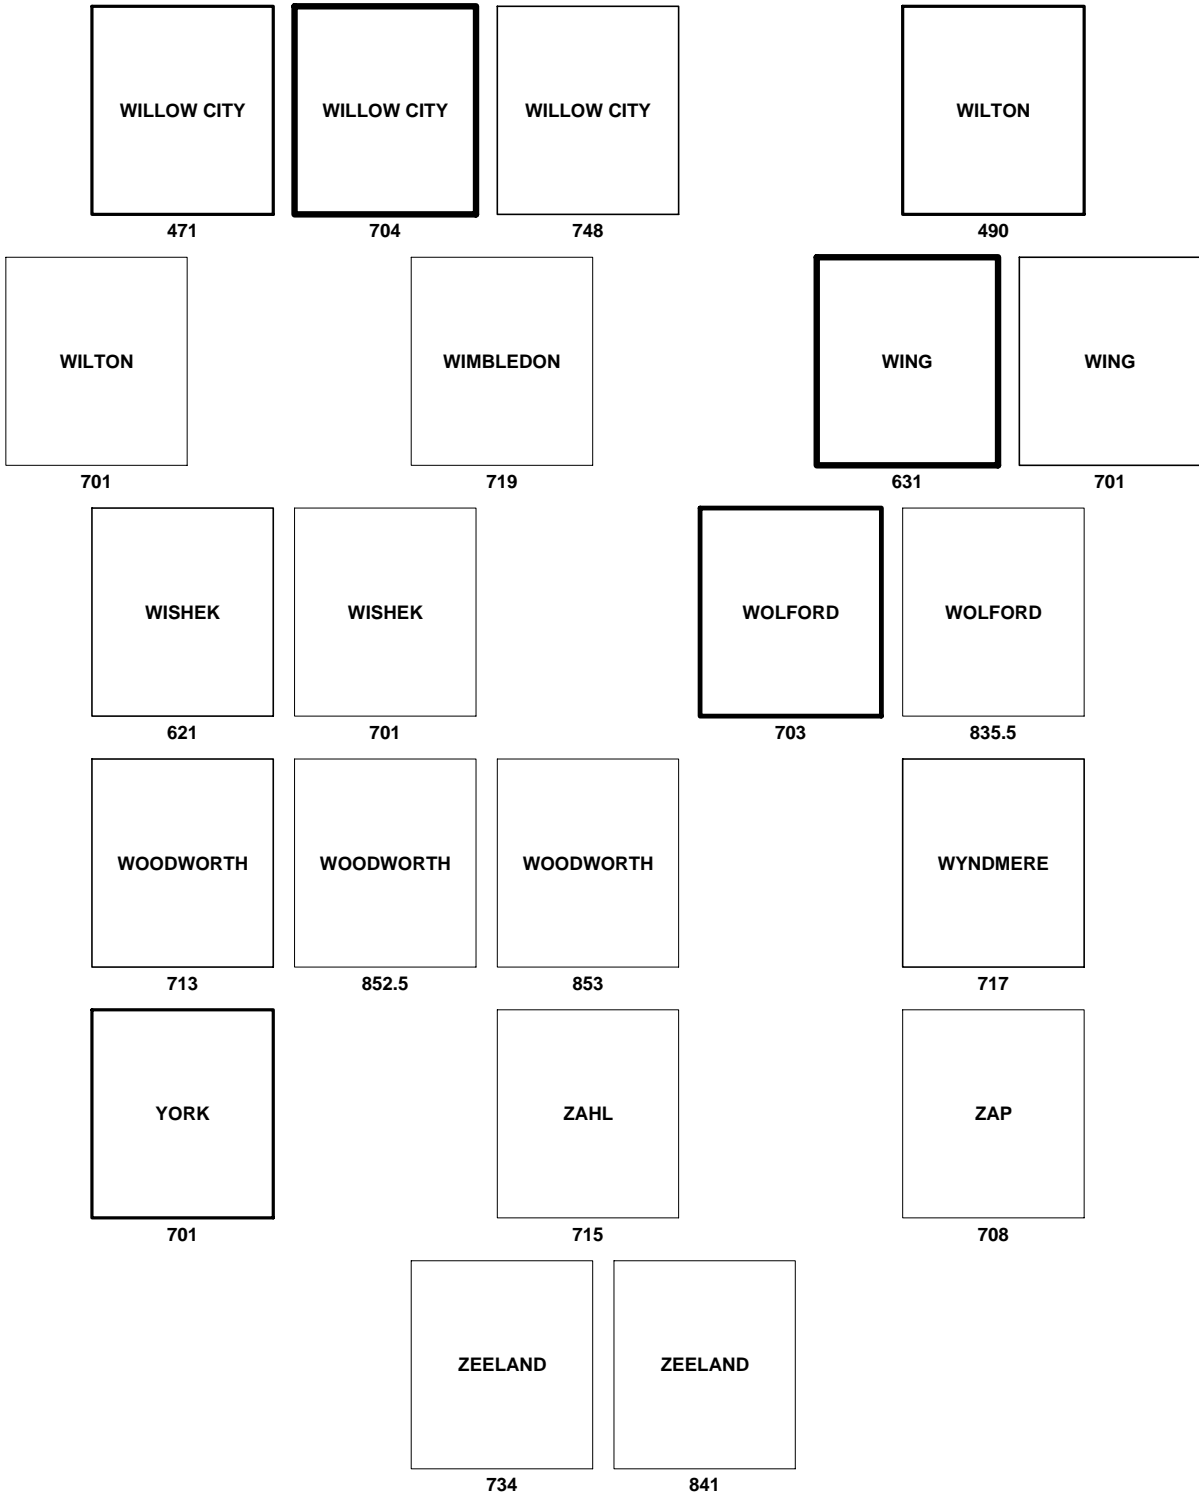 WILLOW CITY WILLOW CITY WILLOW CITY WILTON
471 704 748 490
WILTON WIMBLEDON WING WING
701 719 631 701
WISHEK WISHEK WOLFORD WOLFORD
621 701 703 835.5
WOODWORTH WOODWORTH WOODWORTH WYNDMERE
713 852.5 853 717
YORK ZAHL ZAP
701 715 708
ZEELAND ZEELAND
734 841